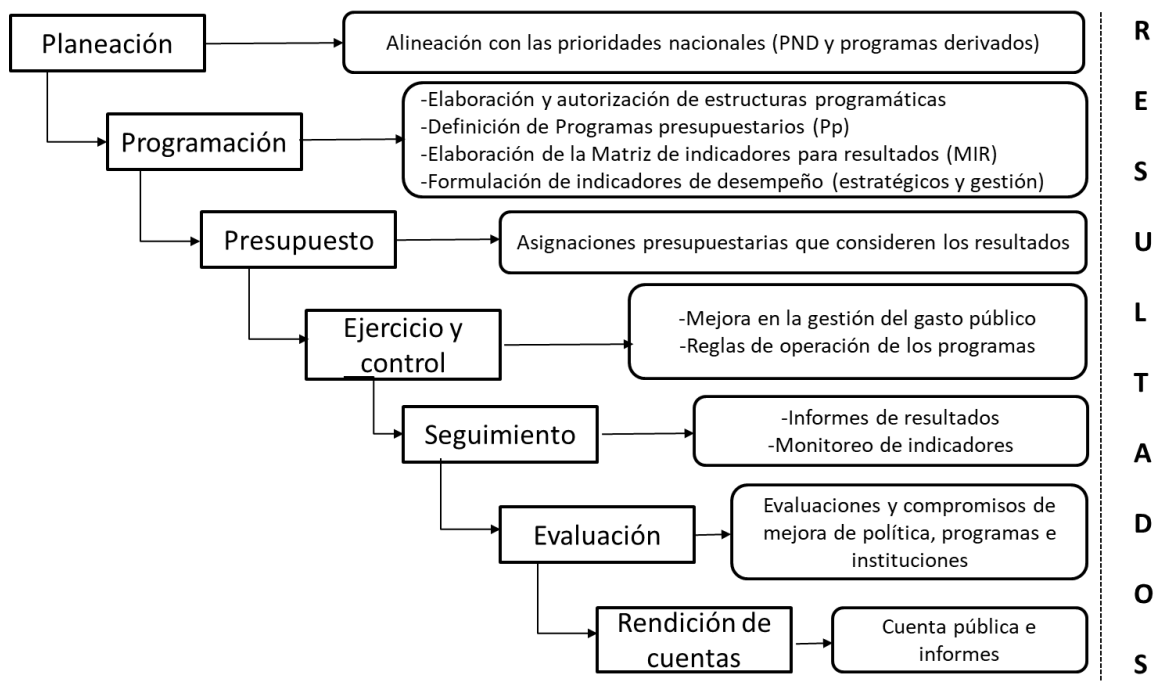 Planeación
Alineación con las prioridades nacionales (PND y programas derivados)
Programación
-Elaboración y autorización de estructuras programáticas
-Definición de Programas presupuestarios (Pp)
-Elaboración de la Matriz de indicadores para resultados (MIR)
-Formulación de indicadores de desempeño (estratégicos y gestión)
Presupuesto
Asignaciones presupuestarias que consideren los resultados
Ejercicio y
control
-Mejora en la gestión del gasto público
-Reglas de operación de los programas
Seguimiento
-Informes de resultados
-Monitoreo de indicadores
Evaluación
Evaluaciones y compromisos de
mejora de política, programas e
instituciones
Rendición de
cuentas
Cuenta pública e
informes
R
E
S
U
L
T
A
D
O
S